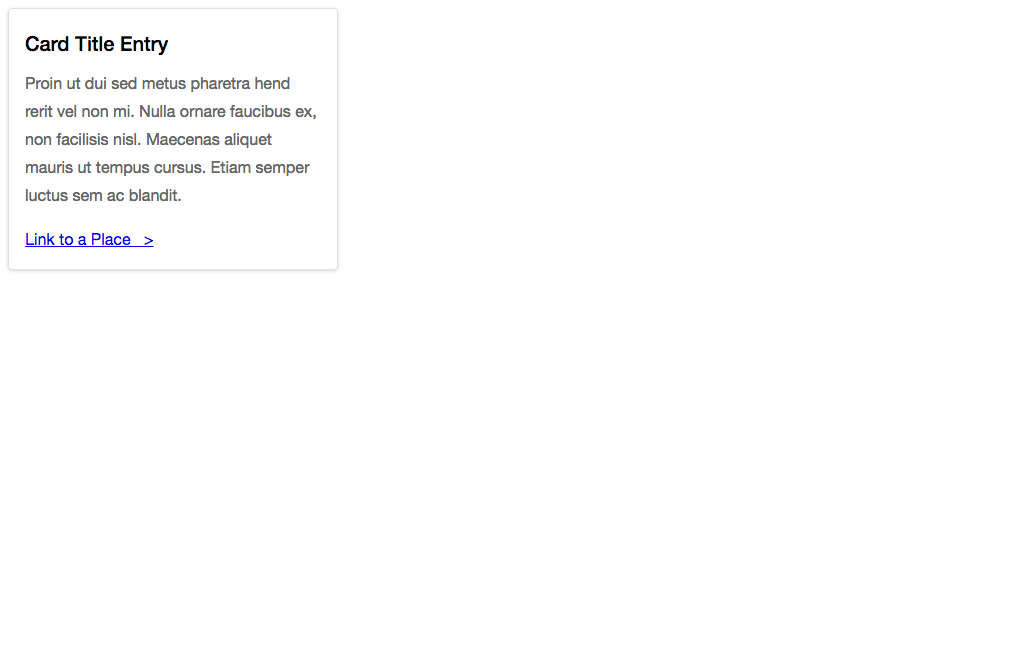 Card Title Entry
Proin ut dui sed metus pharetra hend
rerit vel non mi. Nulla ornare faucibus ex,
non facilisis nisl. Maecenas aliquet
mauris ut tempus cursus. Etiam semper
luctus sem ac blandit.
Link to a Place   >